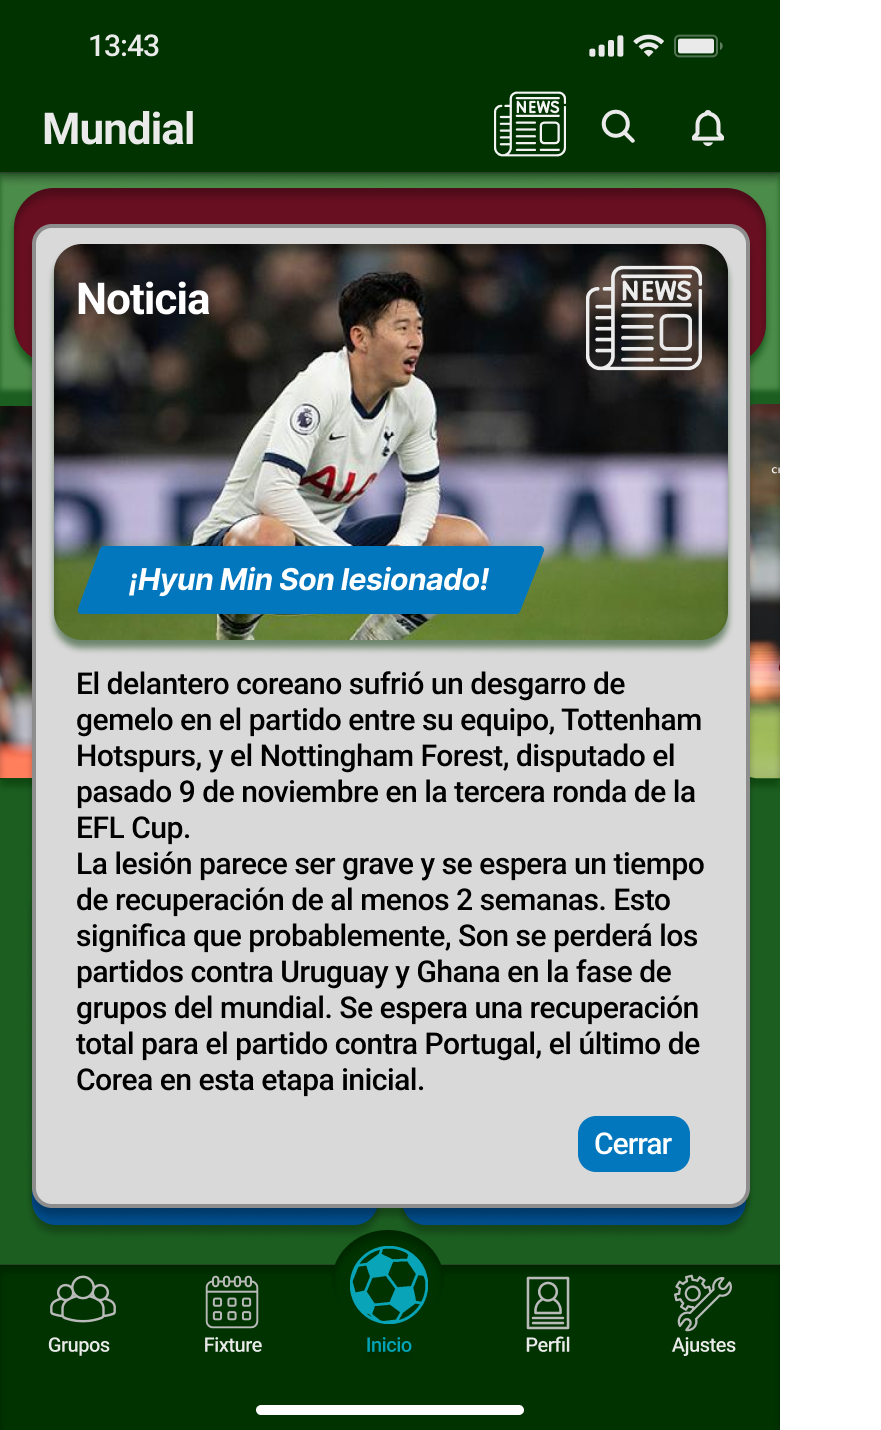 13:43
Mundial
NEWS
Noticia
NEWS
AIA
¡Hyun Min Son lesionado!
El delantero coreano sufrió un desgarro de
gemelo en el partido entre su equipo, Tottenham
Hotspurs, y el Nottingham Forest, disputado el
pasado 9 de noviembre en la tercera ronda de la
EFL Cup.
La lesión parece ser grave y se espera un tiempo
de recuperación de al menos 2 semanas. Esto
significa que probablemente, Son se perderá los
partidos contra Uruguay y Ghana en la fase de
grupos del mundial. Se espera una recuperación
total para el partido contra Portugal, el último de
Corea en esta etapa inicial.
Cerrar
Grupos
Fixture
Inicio
Perfil
Ajustes